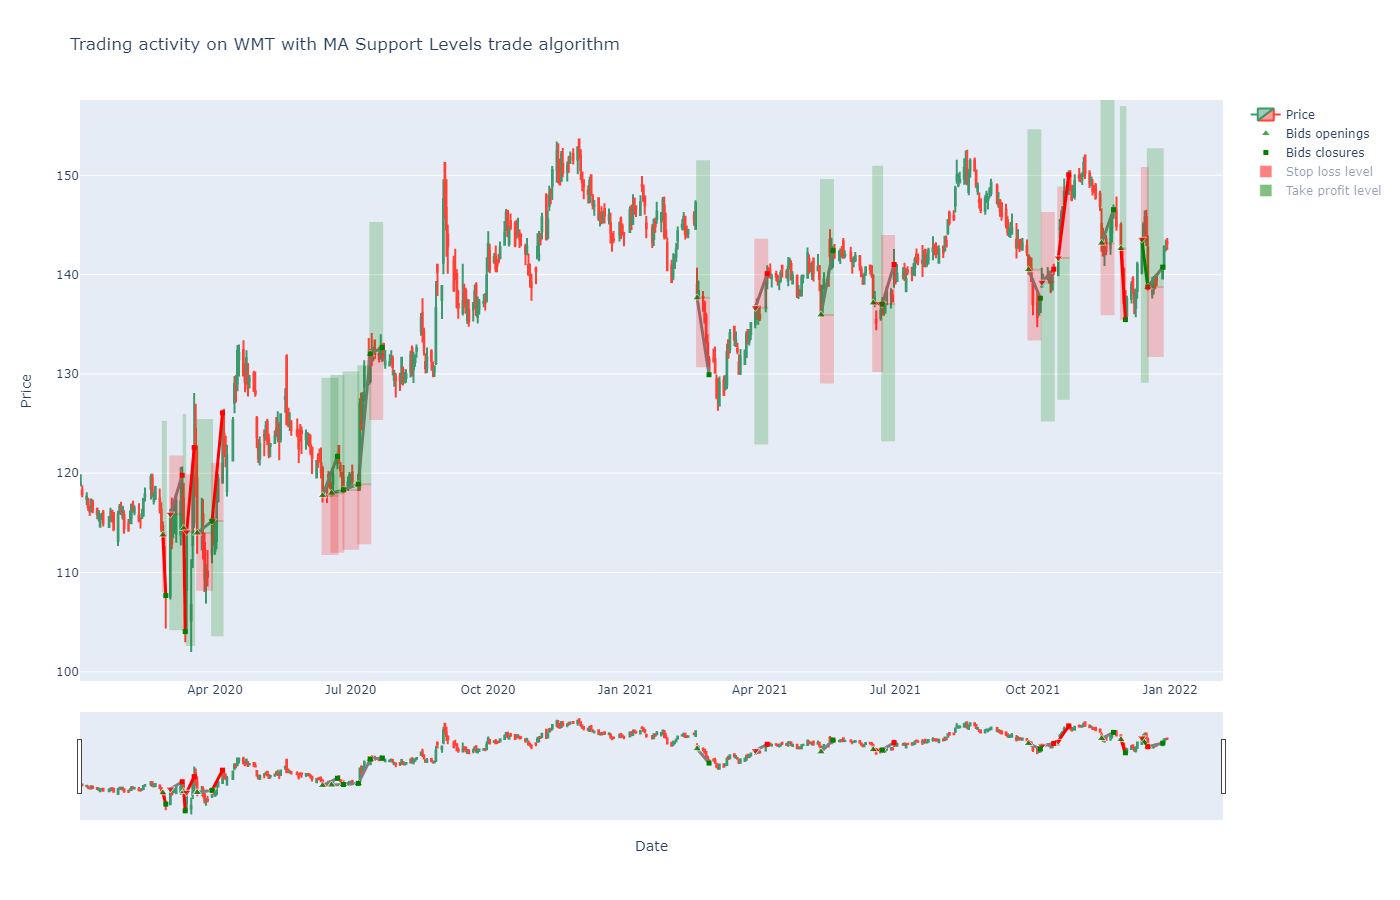 Trading activity on WMT with MA Support Levels trade algorithm
Price
Bids openings
Bids closures
Stop loss level
Take profit level
Price
150
140
130
120
110
100
Apr 2020
Jul 2020
Oct 2020
Jan 2021
Apr 2021
Jul 2021
Oct 2021
Jan 2022
Date